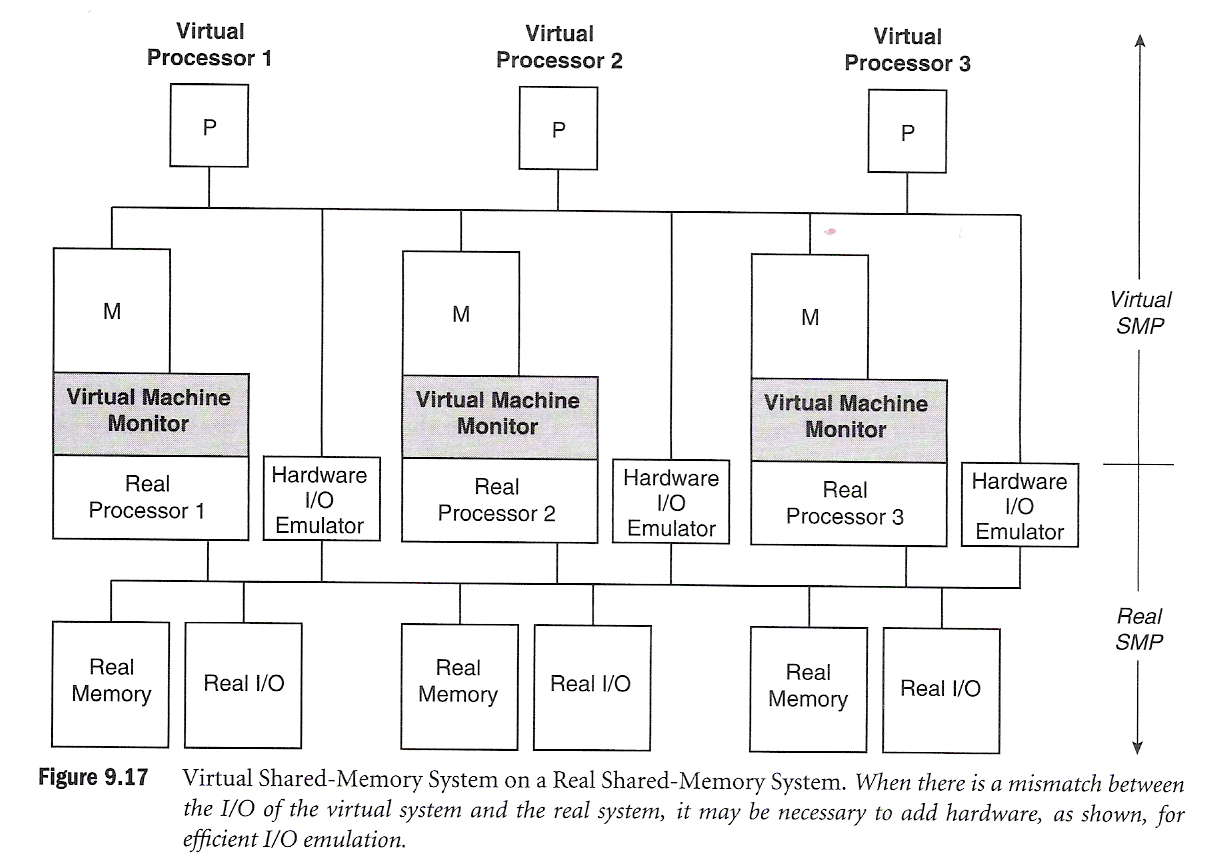 Virtual
Processor 1
Virtual
Processor 2
Virtual
Processor 3
P
P
P
M
M
M
Virtual
SMP
Virtual Machine
Monitor
Virtual Machine
Monitor
Virtual Machine
Monitor
Real
Processor 1
Hardware
I/O
Emulator
Real
Processor 2
Hardware
I/O
Emulator
Real
Processor 3
Hardware
I/O
Emulator
Real
SMP
Real
Memory
Real I/O
Real
Memory
Real I/O
Real
Memory
Real I/O
Figure 9.17 Virtual Shared-Memory System on a Real Shared-Memory System. When there is a mismatch between
the I/O of the virtual system and the real system, it may be necessary to add hardware, as shown, for
efficient I/O emulation.